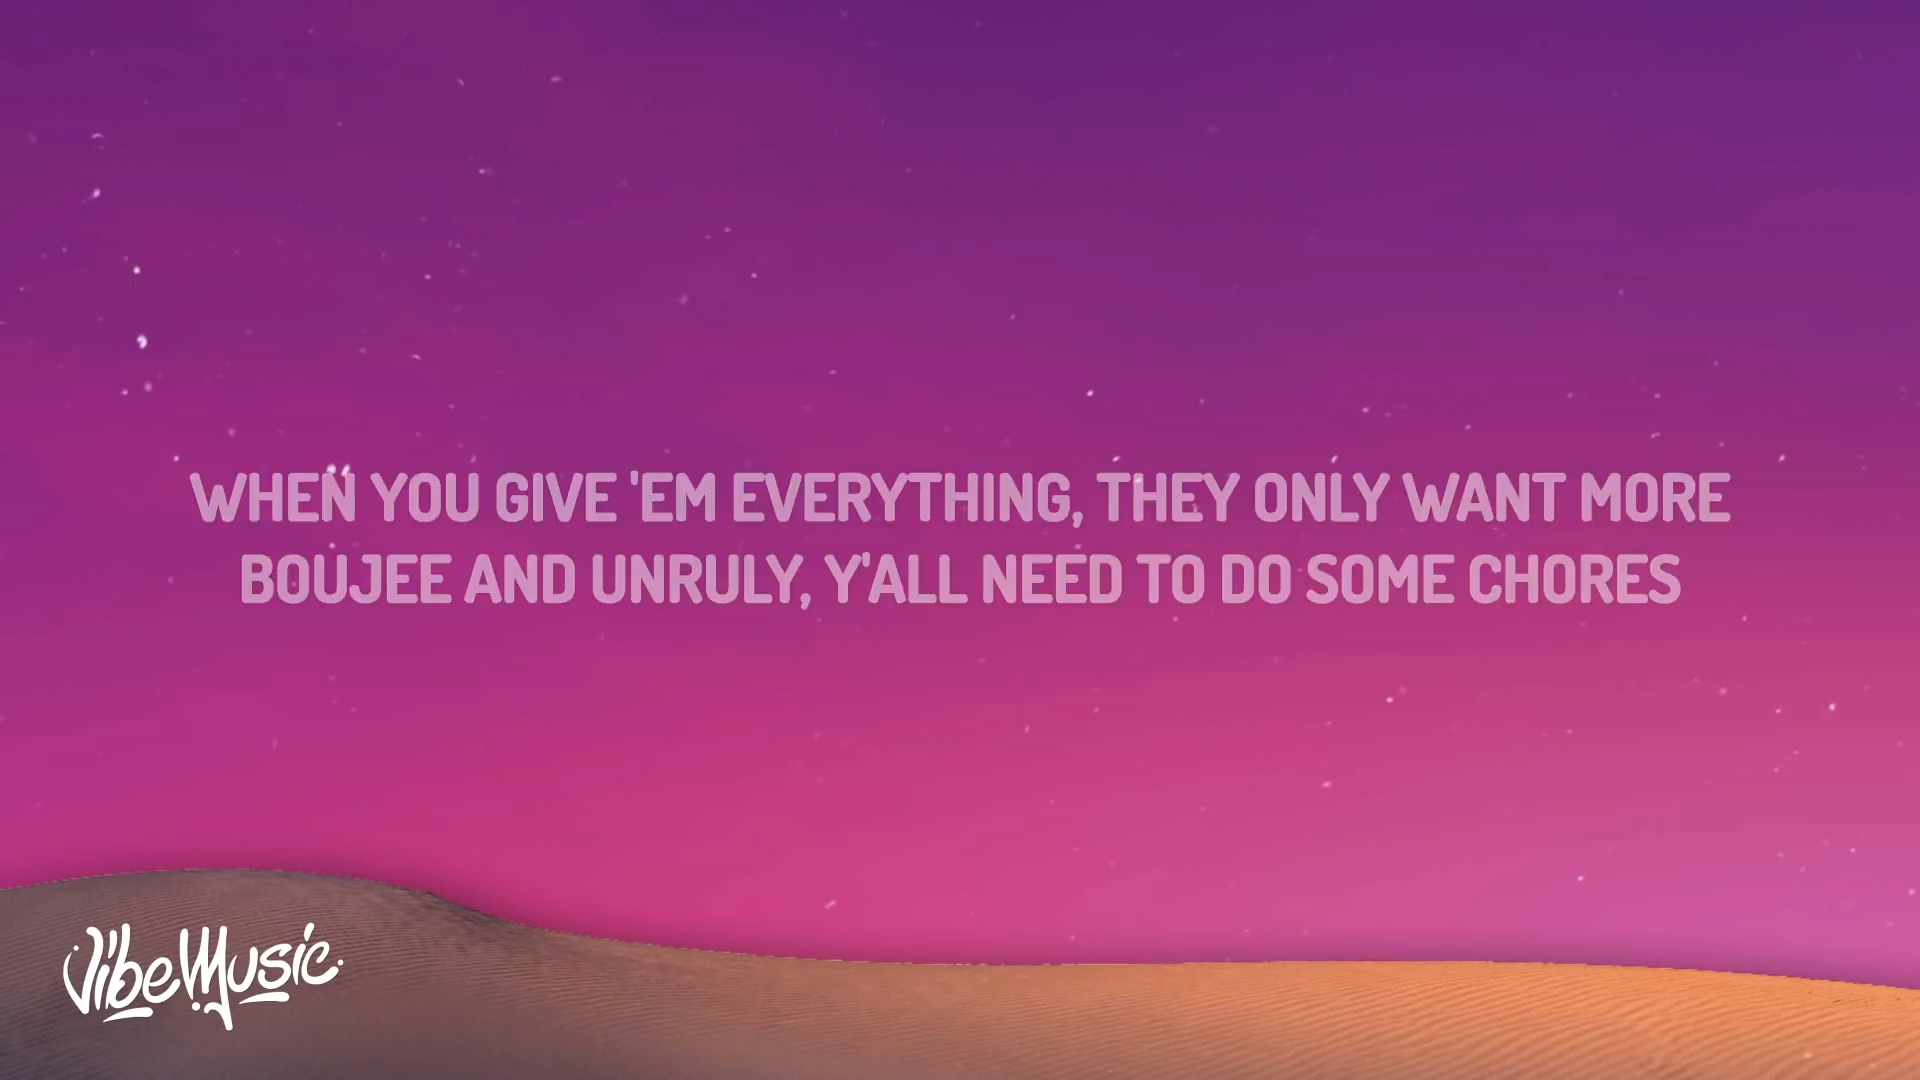 WHEN YOU GIVE 'EM EVERYTHING, THEY ONLY WANT MORE
BOUJEE AND UNRULY, Y'ALL NEED TO DO SOME CHORES
VibeMusic